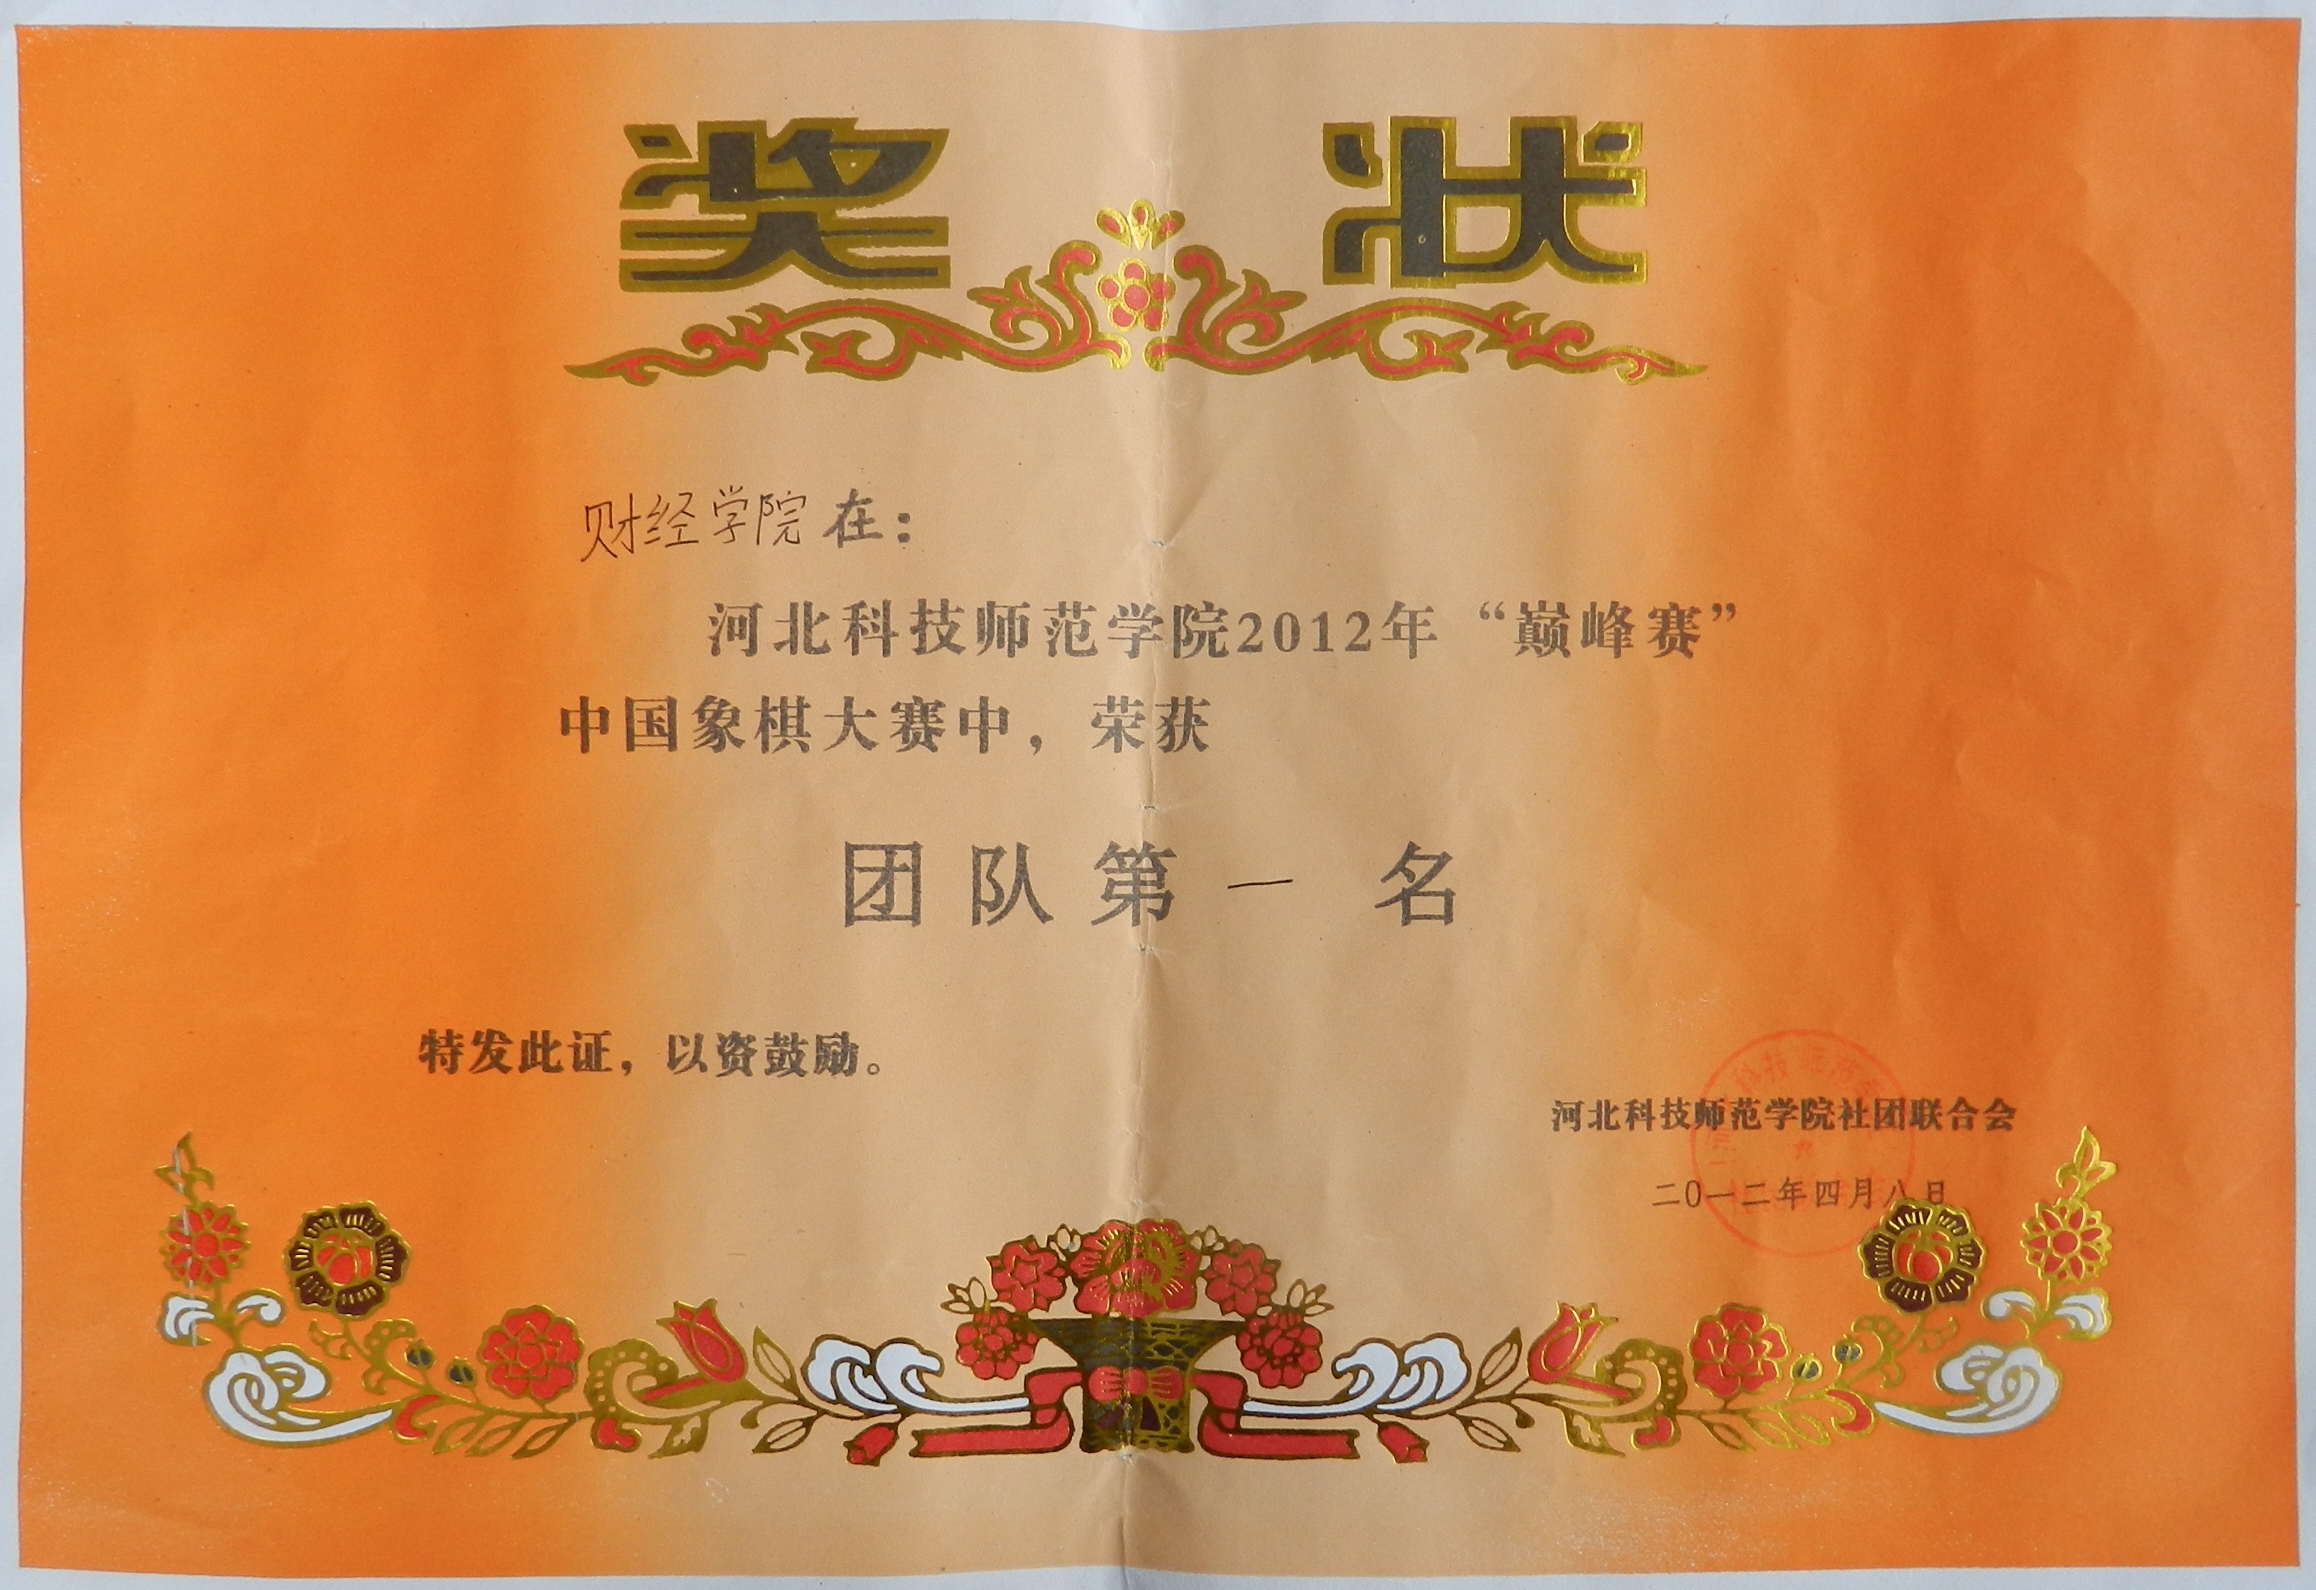 奖 状
财经学院在：
河北科技师范学院2012年“巅峰赛”
中国象棋大赛中，荣获
团队第一名
特发此证，以资鼓励。
河北科技师范学院社团联合会
二〇一二年四月八日